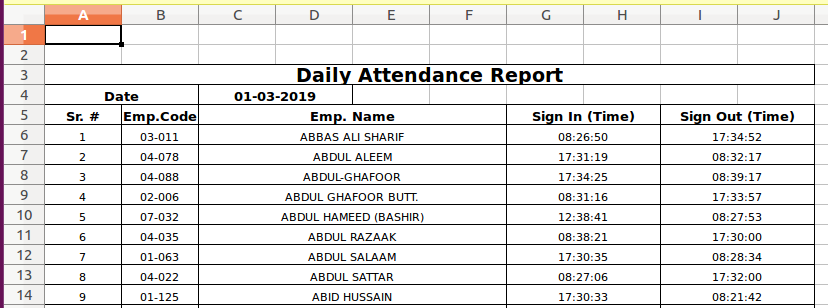 A B C D E F G H I J
1
2
3 Daily Attendance Report
4 Date 01-03-2019
5 Sr. # Emp.Code Emp. Name Sign In (Time) Sign Out (Time)
6 1 03-011 ABBAS ALI SHARIF 08:26:50 17:34:52
7 2 04-078 ABDUL ALEEM 17:31:19 08:32:17
8 3 04-088 ABDUL-GHAFOOR 17:34:25 08:39:17
9 4 02-006 ABDUL GHAFOOR BUTT. 08:31:16 17:33:57
10 5 07-032 ABDUL HAMEED (BASHIR) 12:38:41 08:27:53
11 6 04-035 ABDUL RAZAAK 08:38:21 17:30:00
12 7 01-063 ABDUL SALAAM 17:30:35 08:28:34
13 8 04-022 ABDUL SATTAR 08:27:06 17:32:00
14 9 01-125 ABID HUSSAIN 17:30:33 08:21:42